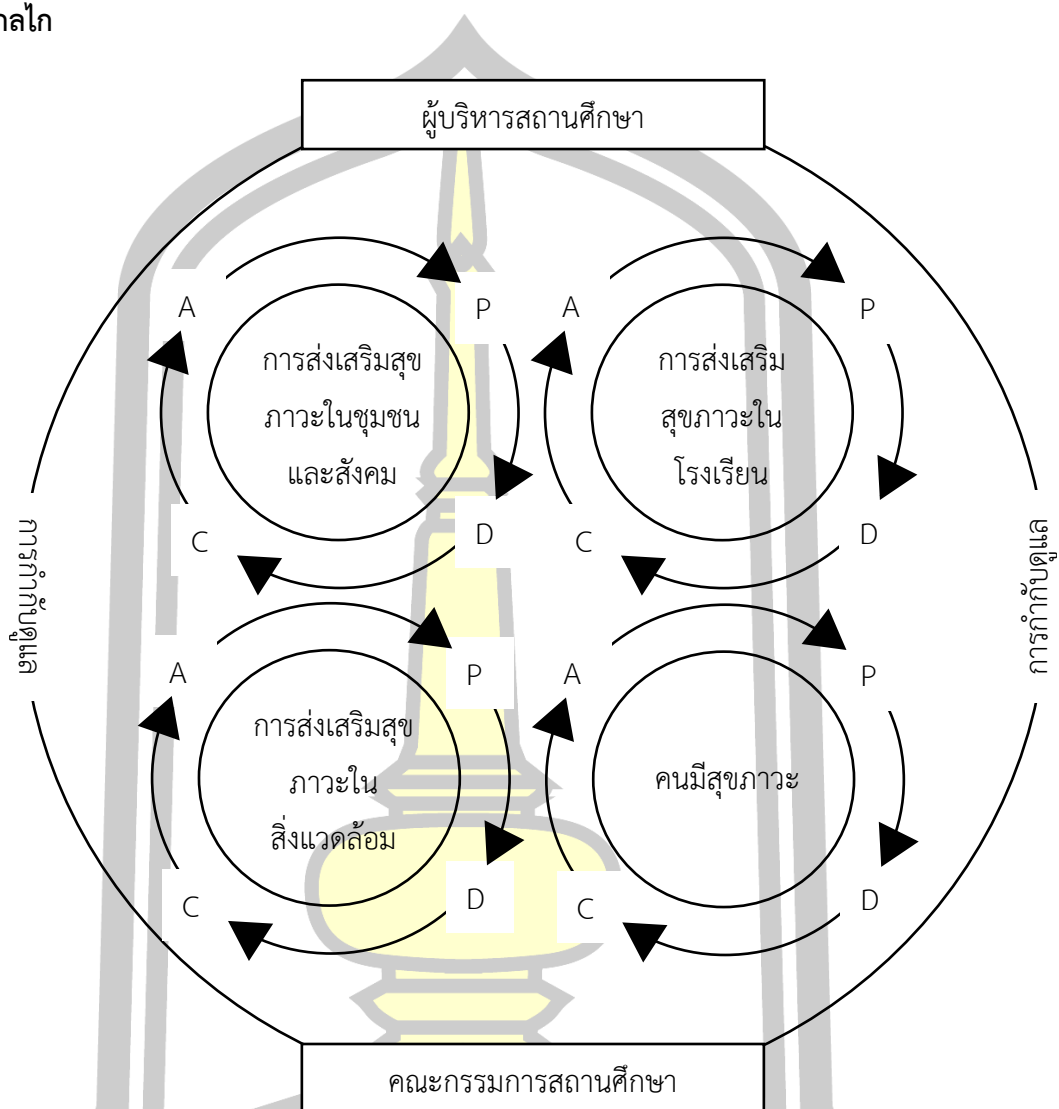 ผู้บริหารสถานศึกษา
A
P
A
P
การส่งเสริมสุข
ภาวะในชุมชน
และสังคม
การส่งเสริม
สุขภาวะใน
โรงเรียน
C
D
C
D
การกำกับดูแล
การกำกับดูแล
A
P
A
P
การส่งเสริมสุข
ภาวะใน
สิ่งแวดล้อม
คนมีสุขภาวะ
C
D
C
D
คณะกรรมการสถานศึกษา